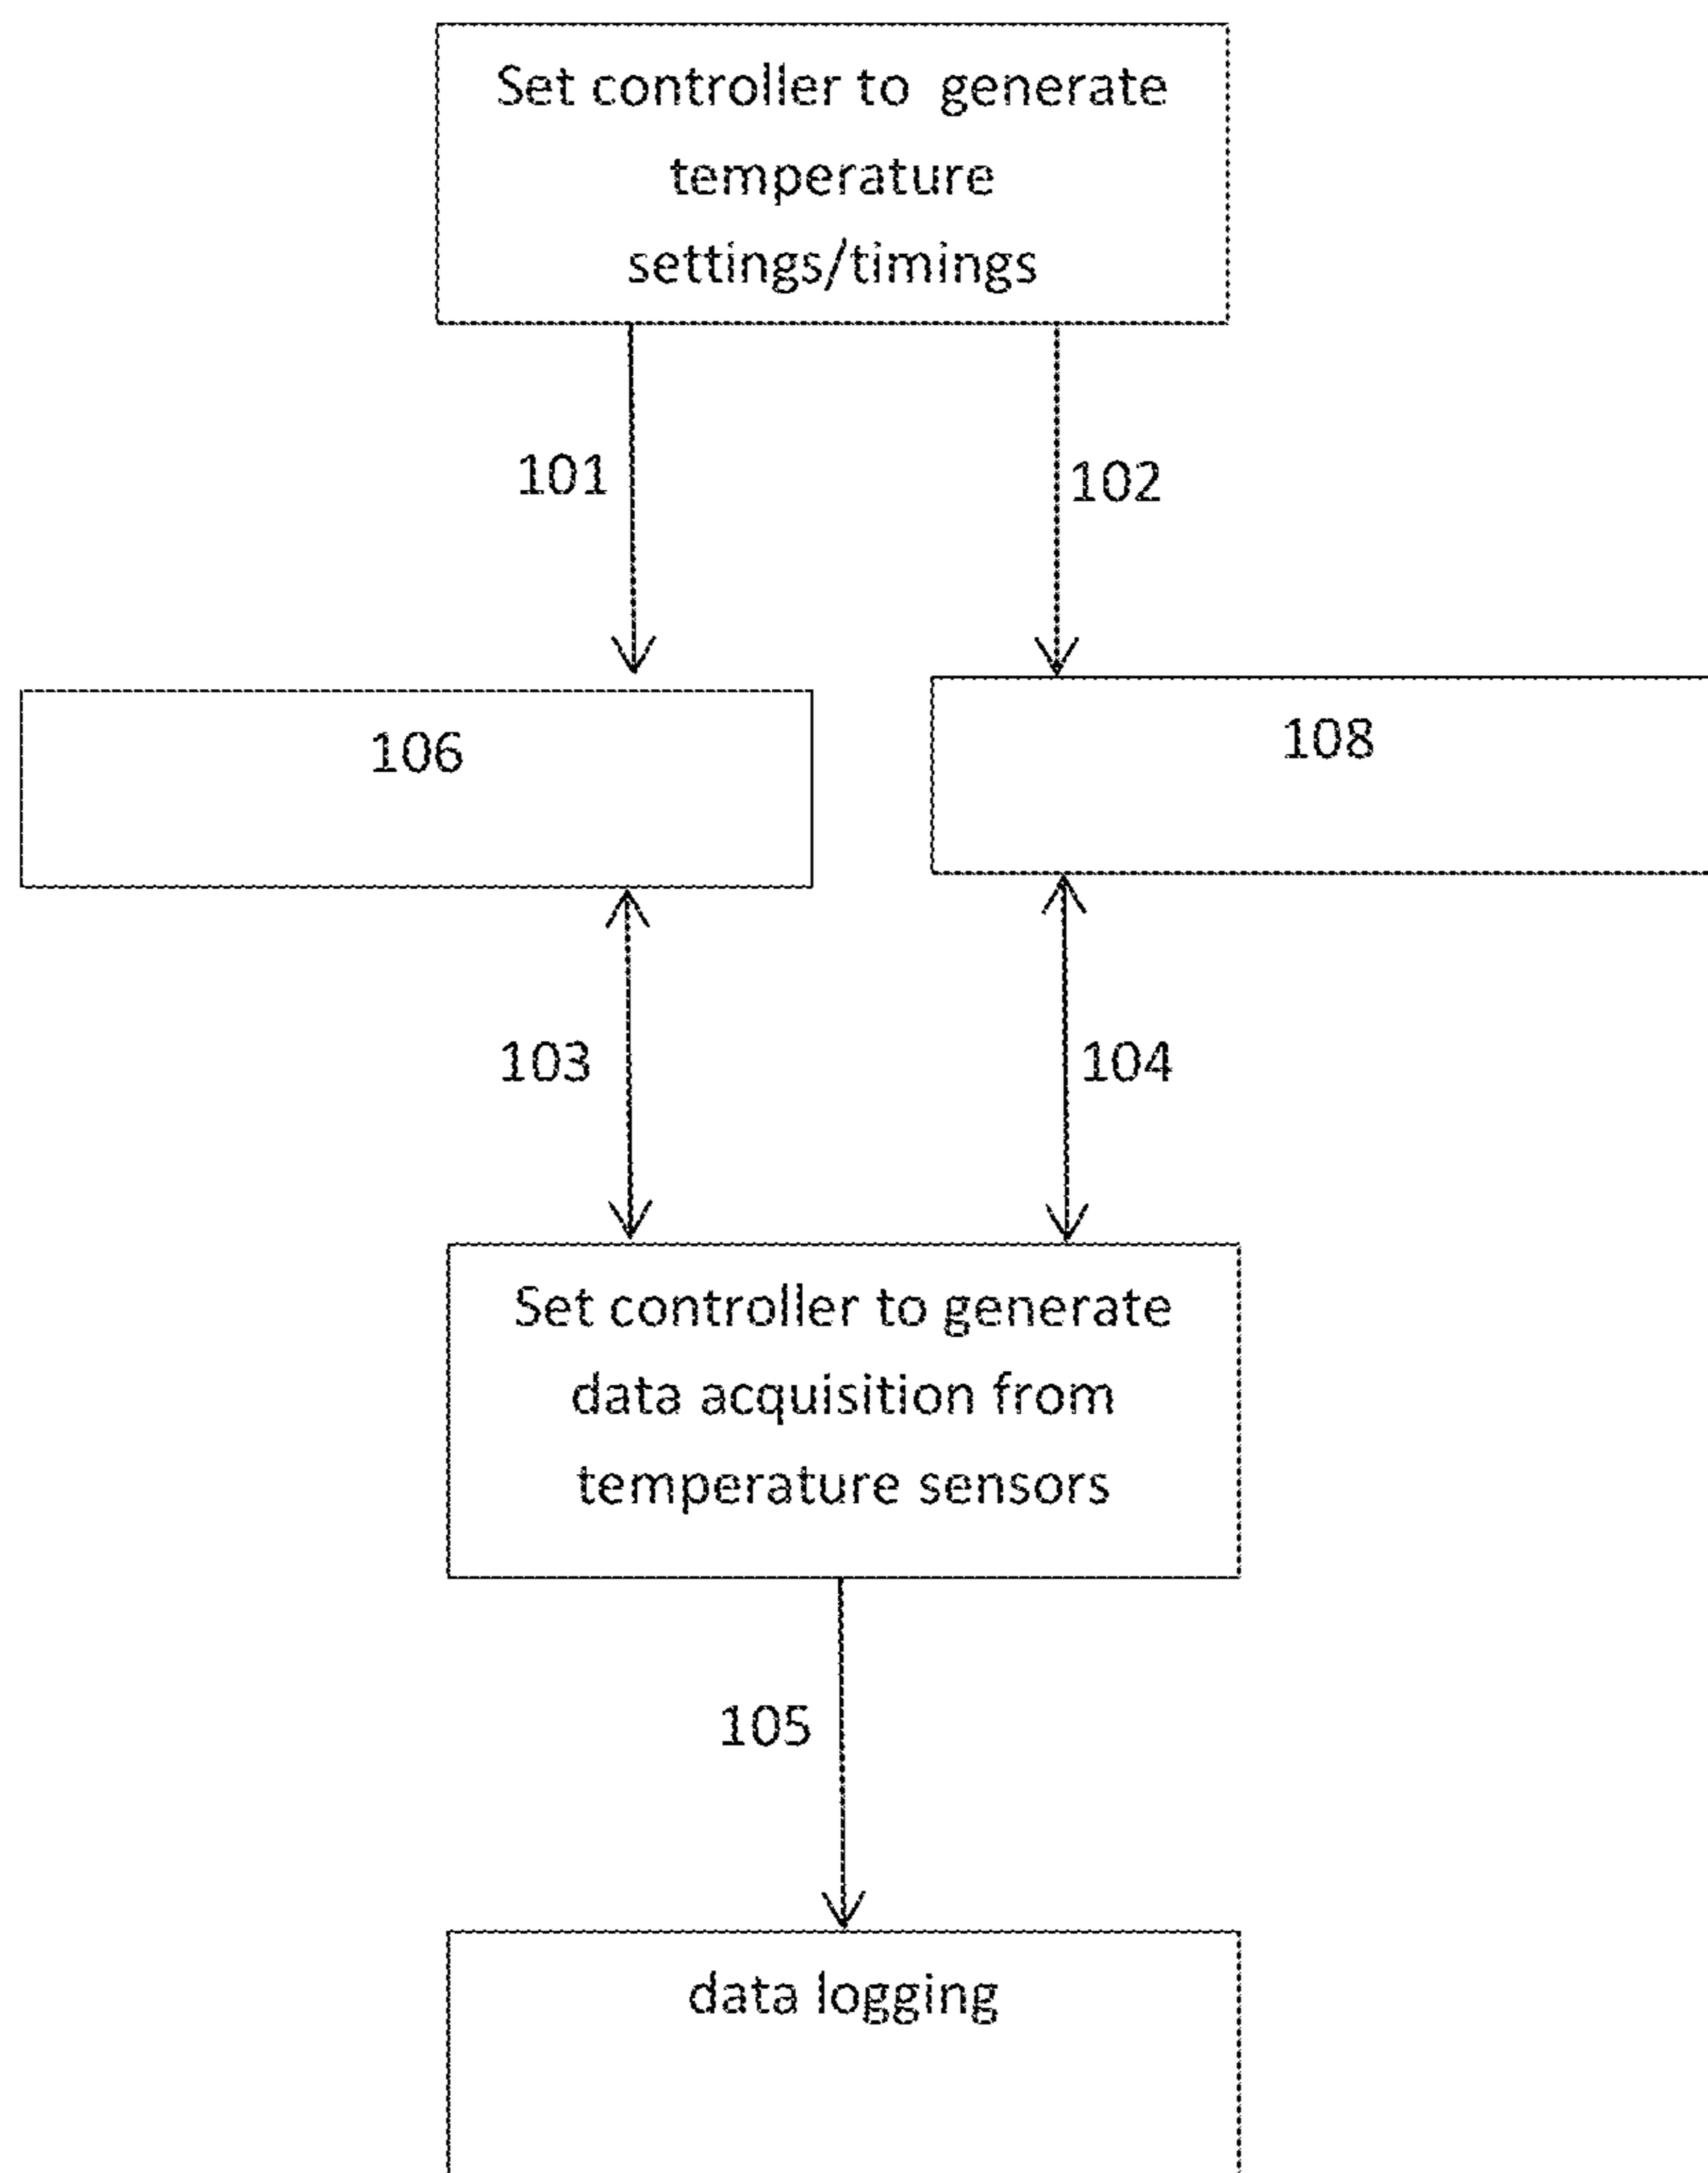 Set controller to generate
temperature
settings/timings
101
102
106
108
103
104
Set controller to generate
data acquisition from
temperature sensors
105
data logging